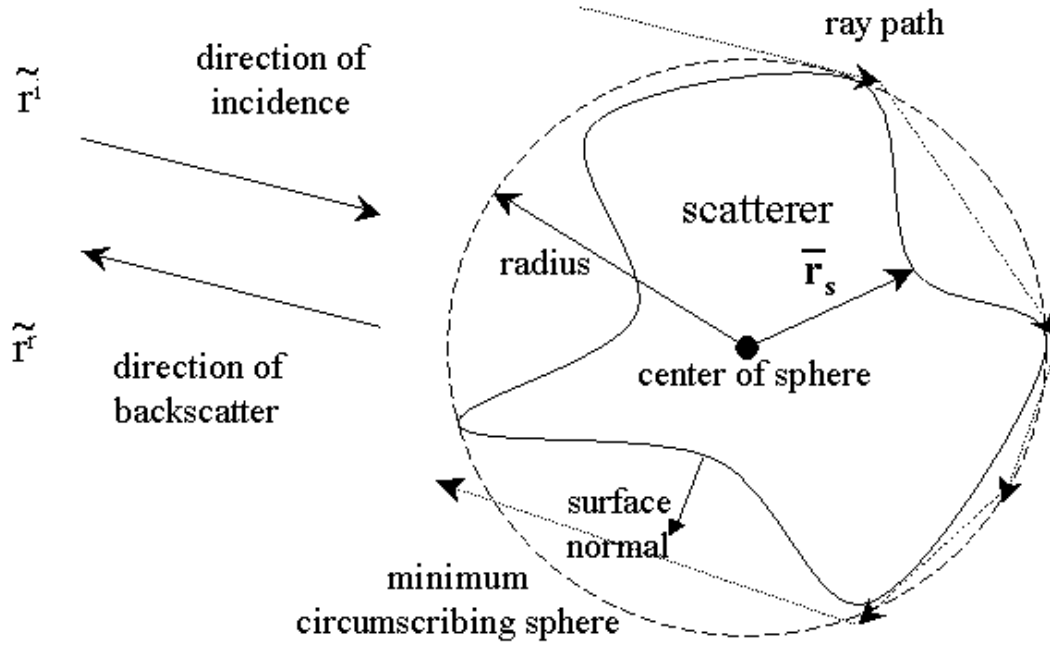 ray path
direction of
incidence
r̃ⁱ
scatterer
radius
r̄ₛ
r̃ʳ
direction of
backscatter
center of sphere
surface
normal
minimum
circumscribing sphere